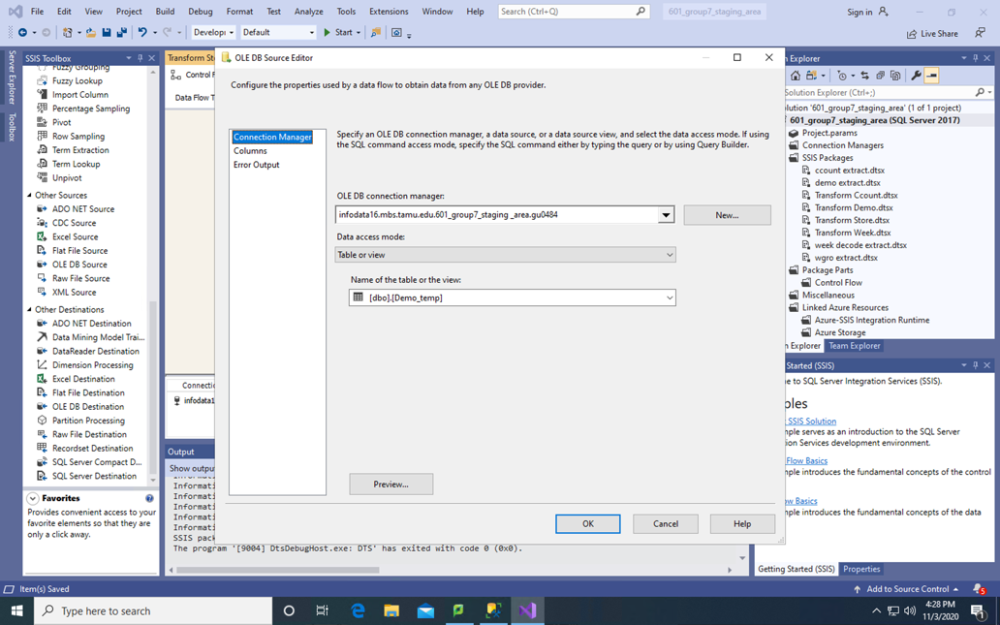 File Edit View Project Build Debug Format Test Analyze Tools Extensions Window Help Search (Ctrl+Q) 601_group7_staging_area Sign in
Developi Default Start Live Share
Server Explorer
Toolbox
SSIS Toolbox
Fuzzy Grouping
Fuzzy Lookup
Import Column
Percentage Sampling
Pivot
Row Sampling
Term Extraction
Term Lookup
Unpivot
Other Sources
ADO NET Source
CDC Source
Excel Source
Flat File Source
OLE DB Source
Raw File Source
XML Source
Other Destinations
ADO NET Destination
Data Mining Model Trai...
DataReader Destination
Dimension Processing
Excel Destination
Flat File Destination
OLE DB Destination
Partition Processing
Raw File Destination
Recordset Destination
SQL Server Compact D...
SQL Server Destination
Favorites
Provides convenient access to your
favorite elements so that they are
only a click away.
Transform St
Control F
Data Flow T
Connectio
infodata1
Output
Show output
Informati
Informati
Informati
Informati
Informati
Informati
SSIS pack
The program '[9004] DtsDebugHost.exe: DTS' has exited with code 0 (0x0).
OLE DB Source Editor
Configure the properties used by a data flow to obtain data from any OLE DB provider.
Connection Manager
Columns
Error Output
Specify an OLE DB connection manager, a data source, or a data source view, and select the data access mode. If using
the SQL command access mode, specify the SQL command either by typing the query or by using Query Builder.
OLE DB connection manager:
infodata16.mbs.tamu.edu.601_group7_staging _area.gu0484
New...
Data access mode:
Table or view
Name of the table or the view:
[dbo].[Demo_temp]
Preview...
OK Cancel Help
n Explorer
Solution Explorer (Ctrl+;)
olution '601_group7_staging_area' (1 of 1 project)
601_group7_staging_area (SQL Server 2017)
Project.params
Connection Managers
SSIS Packages
ccount extract.dtsx
demo extract.dtsx
Transform Ccount.dtsx
Transform Demo.dtsx
Transform Store.dtsx
Transform Week.dtsx
week decode extract.dtsx
wgro extract.dtsx
Package Parts
Control Flow
Miscellaneous
Linked Azure Resources
Azure-SSIS Integration Runtime
Azure Storage
n Explorer Team Explorer
Started (SSIS)
e to SQL Server Integration Services (SSIS).
ples
SSIS Solution
mple serves as an introduction to the SQL Server
ion Services development environment.
Flow Basics
mple introduces the fundamental concepts of the control
ow Basics
mple introduces the fundamental concepts of the data
Getting Started (SSIS) Properties
Item(s) Saved Add to Source Control 5
Type here to search
4:28 PM
11/3/2020
1